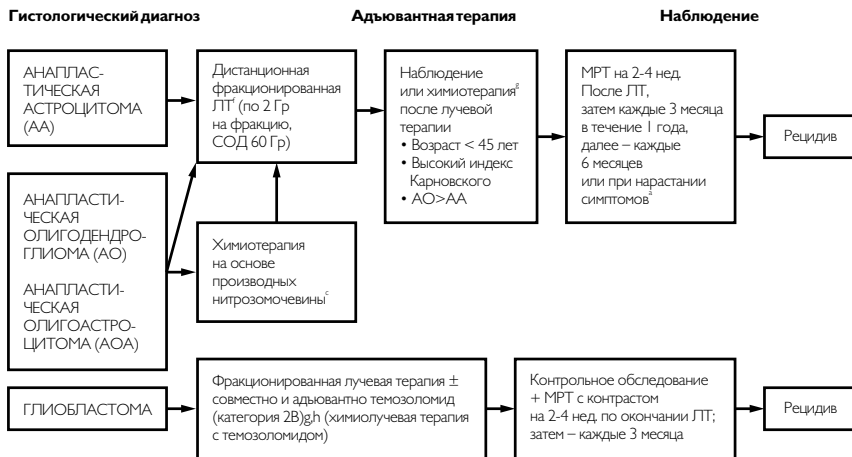 Гистологический диагноз
Адъювантная терапия
Наблюдение
АНАПЛАС-
ТИЧЕСКАЯ
АСТРОЦИТОМА
(АА)
Дистанционная
фракционированная
ЛТf (по 2 Гр
на фракцию,
СОД 60 Гр)
Наблюдение
или химиотерапияg
после лучевой
терапии
• Возраст < 45 лет
• Высокий индекс
Карновского
• АО>АА
МРТ на 2-4 нед.
После ЛТ,
затем каждые 3 месяца
в течение 1 года,
далее – каждые
6 месяцев
или при нарастании
симптомовa
Рецидив
АНАПЛАСТИ-
ЧЕСКАЯ
ОЛИГОДЕНДРО-
ГЛИОМА (АО)
АНАПЛАСТИ-
ЧЕСКАЯ
ОЛИГОАСТРО-
ЦИТОМА (АОА)
Химиотерапия
на основе
производных
нитрозомочевиныc
ГЛИОБЛАСТОМА
Фракционированная лучевая терапия ±
совместно и адъювантно темозоломид
(категория 2B)g,h (химиолучевая терапия
с темозоломидом)
Контрольное обследование
+ МРТ с контрастом
на 2-4 нед. по окончании ЛТ;
затем – каждые 3 месяца
Рецидив